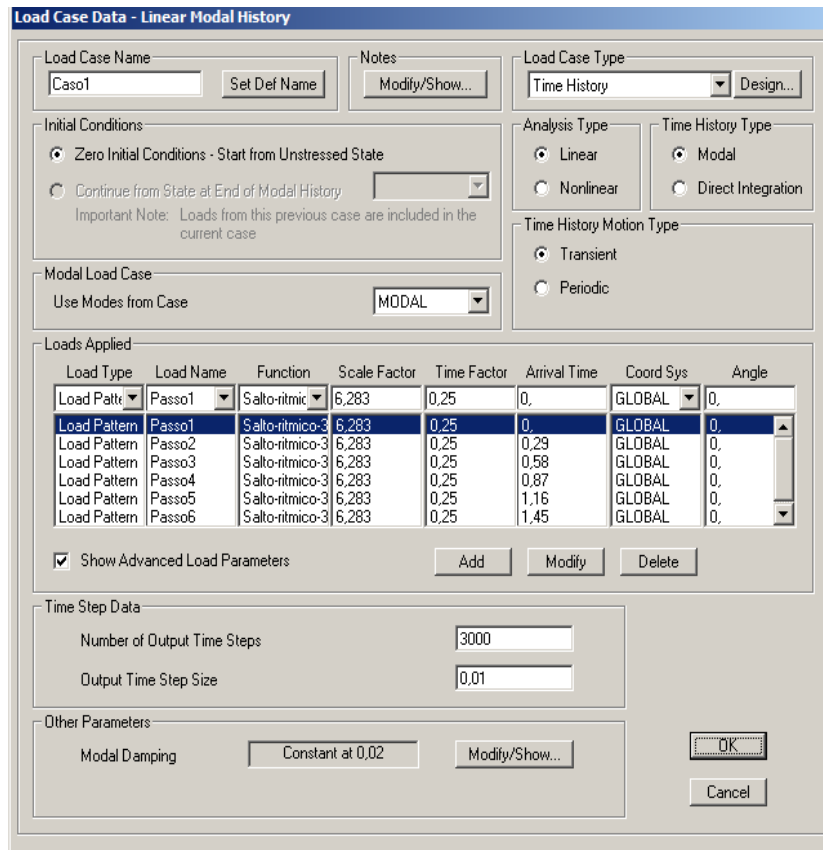 Load Case Data - Linear Modal History
Load Case Name
Caso1
Set Def Name
Notes
Modify/Show...
Load Case Type
Time History
Design...
Initial Conditions
Zero Initial Conditions - Start from Unstressed State
Continue from State at End of Modal History
Important Note: Loads from this previous case are included in the
current case
Analysis Type
Linear
Nonlinear
Time History Type
Modal
Direct Integration
Time History Motion Type
Transient
Periodic
Modal Load Case
Use Modes from Case
MODAL
Loads Applied
Load Type Load Name Function Scale Factor Time Factor Arrival Time Coord Sys Angle
Load Patte Passo1 Salto-ritmic 6,283 0,25 0, GLOBAL 0,
Load Pattern Passo1 Salto-ritmico-3 6,283 0,25 0, GLOBAL 0,
Load Pattern Passo2 Salto-ritmico-3 6,283 0,25 0,29 GLOBAL 0,
Load Pattern Passo3 Salto-ritmico-3 6,283 0,25 0,58 GLOBAL 0,
Load Pattern Passo4 Salto-ritmico-3 6,283 0,25 0,87 GLOBAL 0,
Load Pattern Passo5 Salto-ritmico-3 6,283 0,25 1,16 GLOBAL 0,
Load Pattern Passo6 Salto-ritmico-3 6,283 0,25 1,45 GLOBAL 0,
Show Advanced Load Parameters
Add
Modify
Delete
Time Step Data
Number of Output Time Steps 3000
Output Time Step Size 0,01
Other Parameters
Modal Damping Constant at 0,02 Modify/Show...
OK
Cancel